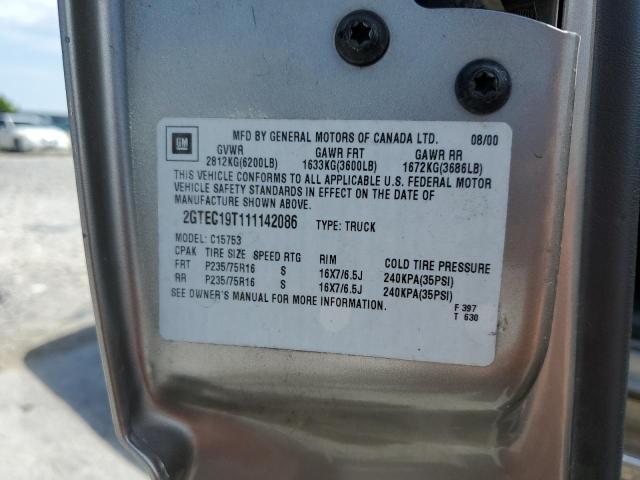 GM
MFD BY GENERAL MOTORS OF CANADA LTD. 08/00
GVWR GAWR FRT GAWR RR
2812KG(6200LB) 1633KG(3600LB) 1672KG(3686LB)
THIS VEHICLE CONFORMS TO ALL APPLICABLE U.S. FEDERAL MOTOR
VEHICLE SAFETY STANDARDS IN EFFECT ON THE DATE OF
MANUFACTURE SHOWN ABOVE.
2GTEC19T111142086 TYPE: TRUCK
MODEL: C15753
CPAK TIRE SIZE SPEED RTG RIM COLD TIRE PRESSURE
FRT P235/75R16 S 16X7/6.5J 240KPA(35PSI)
RR P235/75R16 S 16X7/6.5J 240KPA(35PSI)
SEE OWNER'S MANUAL FOR MORE INFORMATION.
F 397
T 630